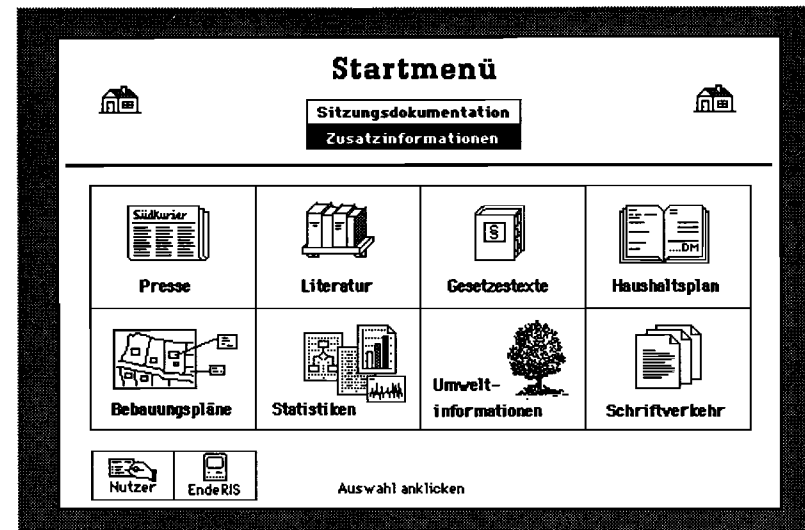 Startmenü
Sitzungsdokumentation
Zusatzinformationen
Südkurier
Presse
Literatur
§
Gesetzestexte
....DM
Haushaltsplan
Bebauungspläne
Statistiken
Umwelt-
informationen
Schriftverkehr
Nutzer
EndeRIS
Auswahl anklicken